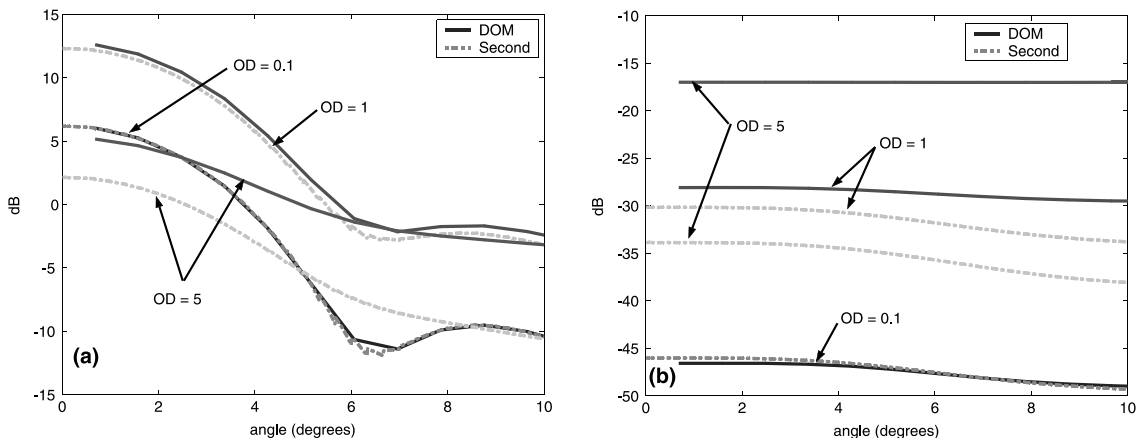 15
10
5
0
-5
-10
-15
dB
0
2
4
6
8
10
angle (degrees)
DOM
Second
OD = 0.1
OD = 1
OD = 5
(a)
-10
-15
-20
-25
-30
-35
-40
-45
-50
dB
0
2
4
6
8
10
angle (degrees)
DOM
Second
OD = 5
OD = 1
OD = 0.1
(b)